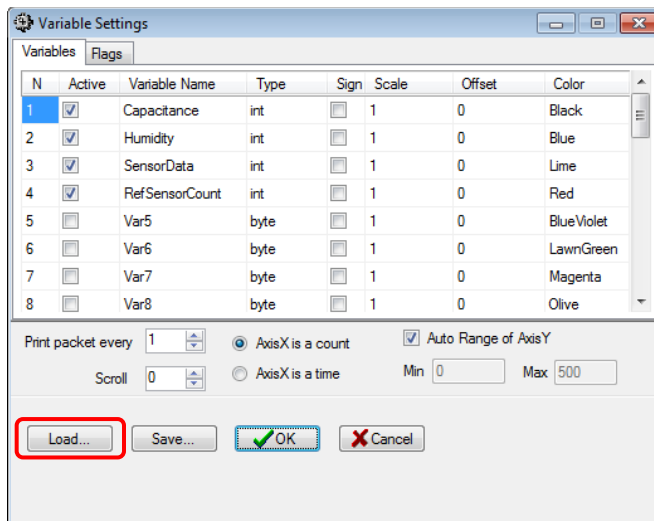 Variable Settings
Variables Flags
N Active Variable Name Type Sign Scale Offset Color
1 Capacitance int 1 0 Black
2 Humidity int 1 0 Blue
3 SensorData int 1 0 Lime
4 RefSensorCount int 1 0 Red
5 Var5 byte 1 0 BlueViolet
6 Var6 byte 1 0 LawnGreen
7 Var7 byte 1 0 Magenta
8 Var8 byte 1 0 Olive
Print packet every 1 AxisX is a count Auto Range of AxisY
Scroll 0 AxisX is a time Min 0 Max 500
Load... Save... OK Cancel